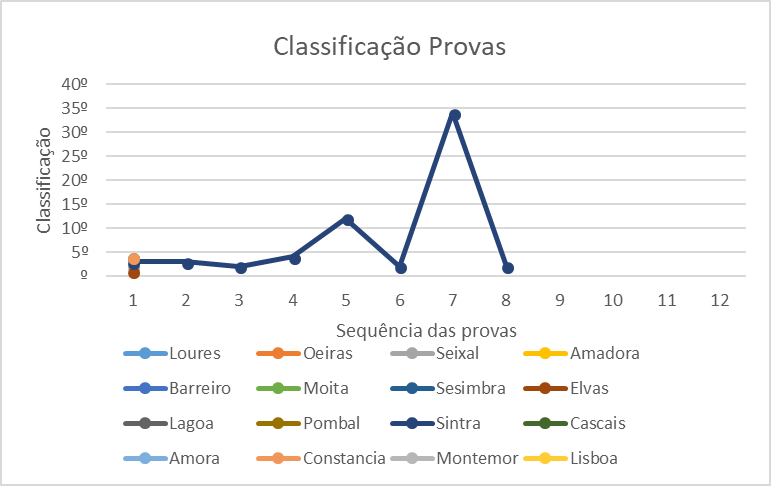 Classificação Provas
40º
35º
30º
25º
20º
15º
10º
5º
º
Classificação
1 2 3 4 5 6 7 8 9 10 11 12
Sequência das provas
Loures Oeiras Seixal Amadora
Barreiro Moita Sesimbra Elvas
Lagoa Pombal Sintra Cascais
Amora Constancia Montemor Lisboa